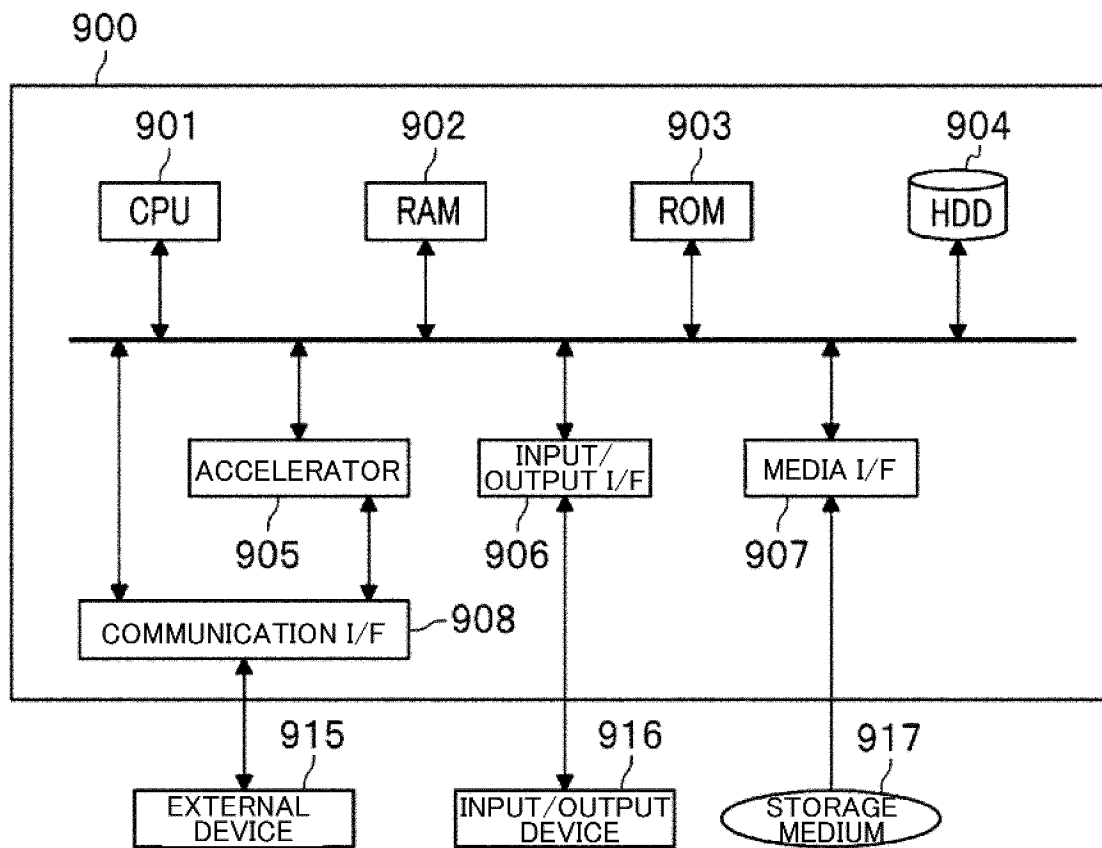 900
901
902
903
904
CPU
RAM
ROM
HDD
ACCELERATOR
INPUT/
OUTPUT I/F
MEDIA I/F
905
906
907
COMMUNICATION I/F
908
915
916
917
EXTERNAL
DEVICE
INPUT/OUTPUT
DEVICE
STORAGE
MEDIUM